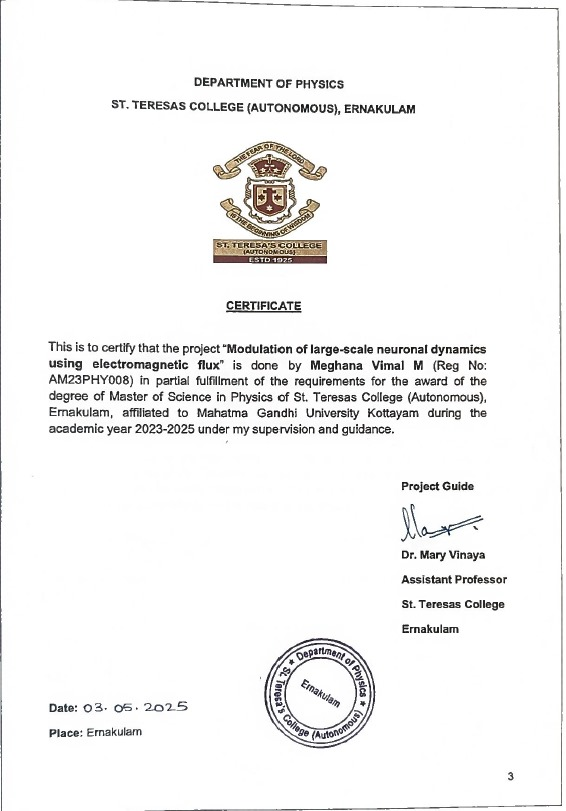 DEPARTMENT OF PHYSICS
ST. TERESAS COLLEGE (AUTONOMOUS), ERNAKULAM
THE FEAR OF THE LORD
IS THE BEGINNING OF WISDOM
ST. TERESA'S COLLEGE
(AUTONOMOUS)
ESTD 1925
CERTIFICATE
This is to certify that the project "Modulation of large-scale neuronal dynamics
using electromagnetic flux" is done by Meghana Vimal M (Reg No:
AM23PHY008) in partial fulfillment of the requirements for the award of the
degree of Master of Science in Physics of St. Teresas College (Autonomous),
Ernakulam, affiliated to Mahatma Gandhi University Kottayam during the
academic year 2023-2025 under my supervision and guidance.
Project Guide
Dr. Mary Vinaya
Assistant Professor
St. Teresas College
Ernakulam
Department of Physics
St. Teresa's College (Autonomous)
Ernakulam
Date: 03.05.2025
Place: Ernakulam
3